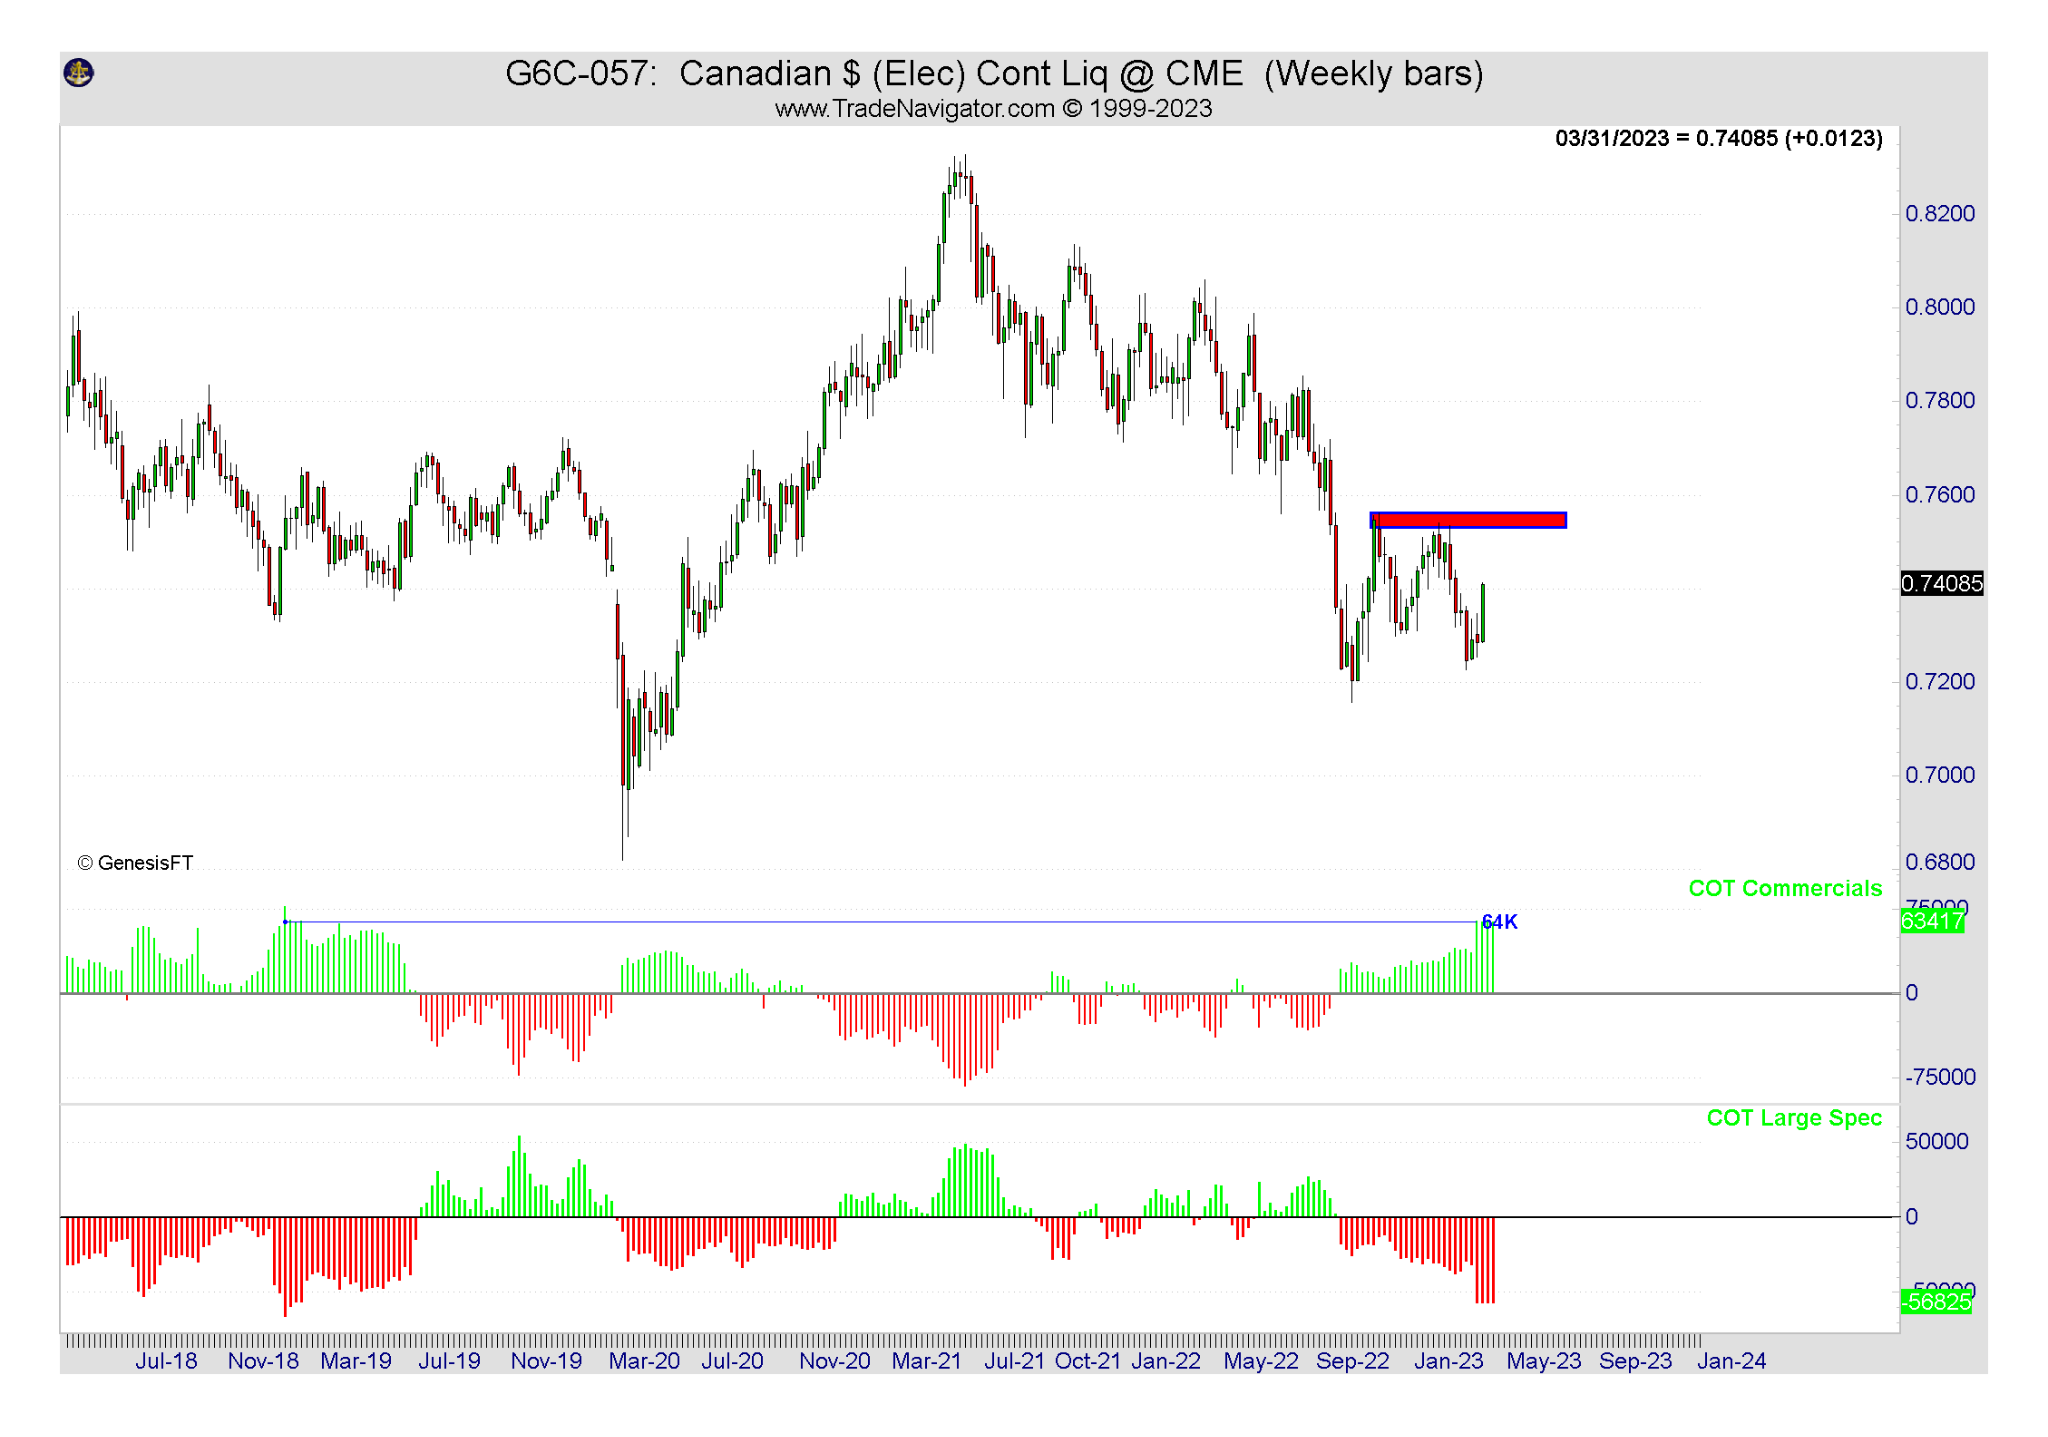 G6C-057: Canadian $ (Elec) Cont Liq @ CME (Weekly bars)
www.TradeNavigator.com © 1999-2023
03/31/2023 = 0.74085 (+0.0123)
0.8200
0.8000
0.7800
0.7600
0.74085
0.7200
0.7000
0.6800
© GenesisFT
COT Commercials
75000
64K
63417
0
-75000
COT Large Spec
50000
0
-50000
-56825
Jul-18 Nov-18 Mar-19 Jul-19 Nov-19 Mar-20 Jul-20 Nov-20 Mar-21 Jul-21 Oct-21 Jan-22 May-22 Sep-22 Jan-23 May-23 Sep-23 Jan-24